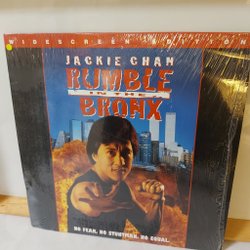 WIDESCREEN EDITION
JACKIE CHAN
RUMBLE
IN THE
BRONX
NO FEAR. NO STUNTMAN. NO EQUAL.